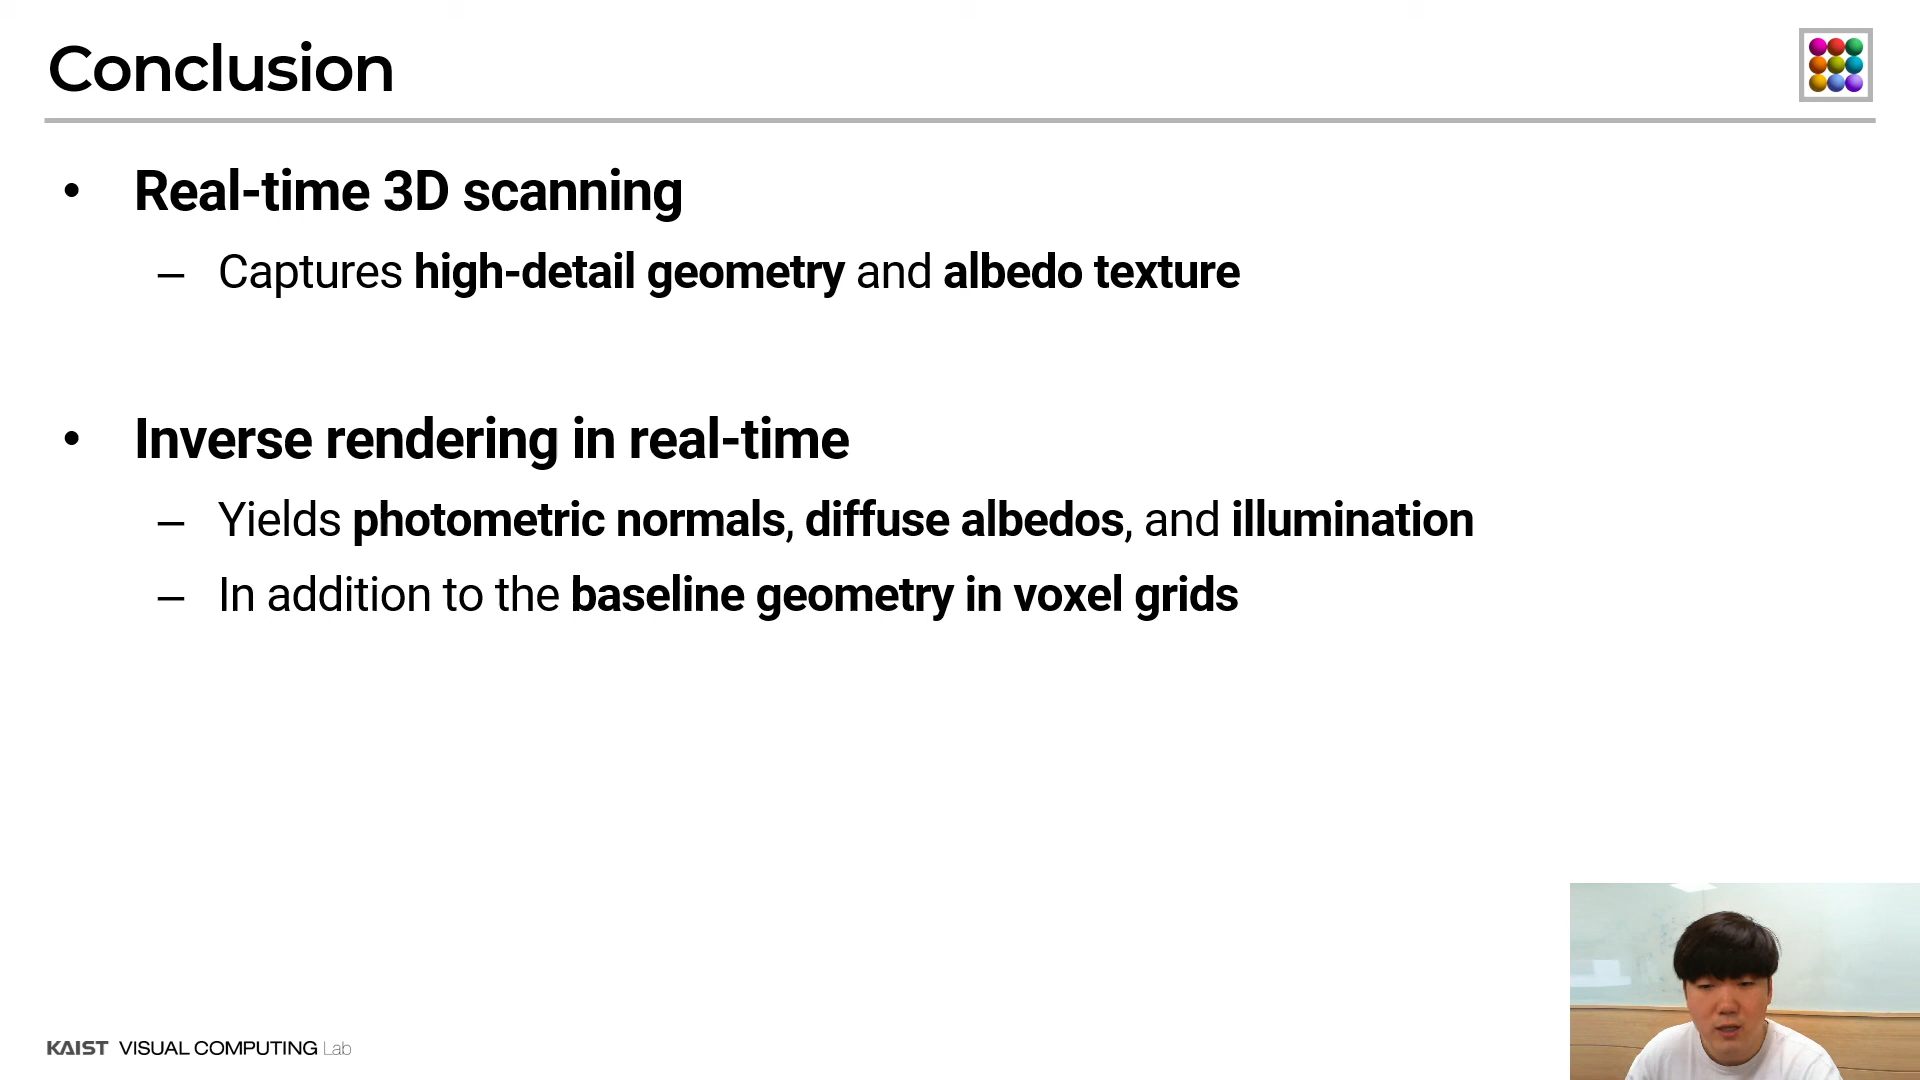 Conclusion
• Real-time 3D scanning
– Captures high-detail geometry and albedo texture
• Inverse rendering in real-time
– Yields photometric normals, diffuse albedos, and illumination
– In addition to the baseline geometry in voxel grids
KAIST VISUAL COMPUTING Lab